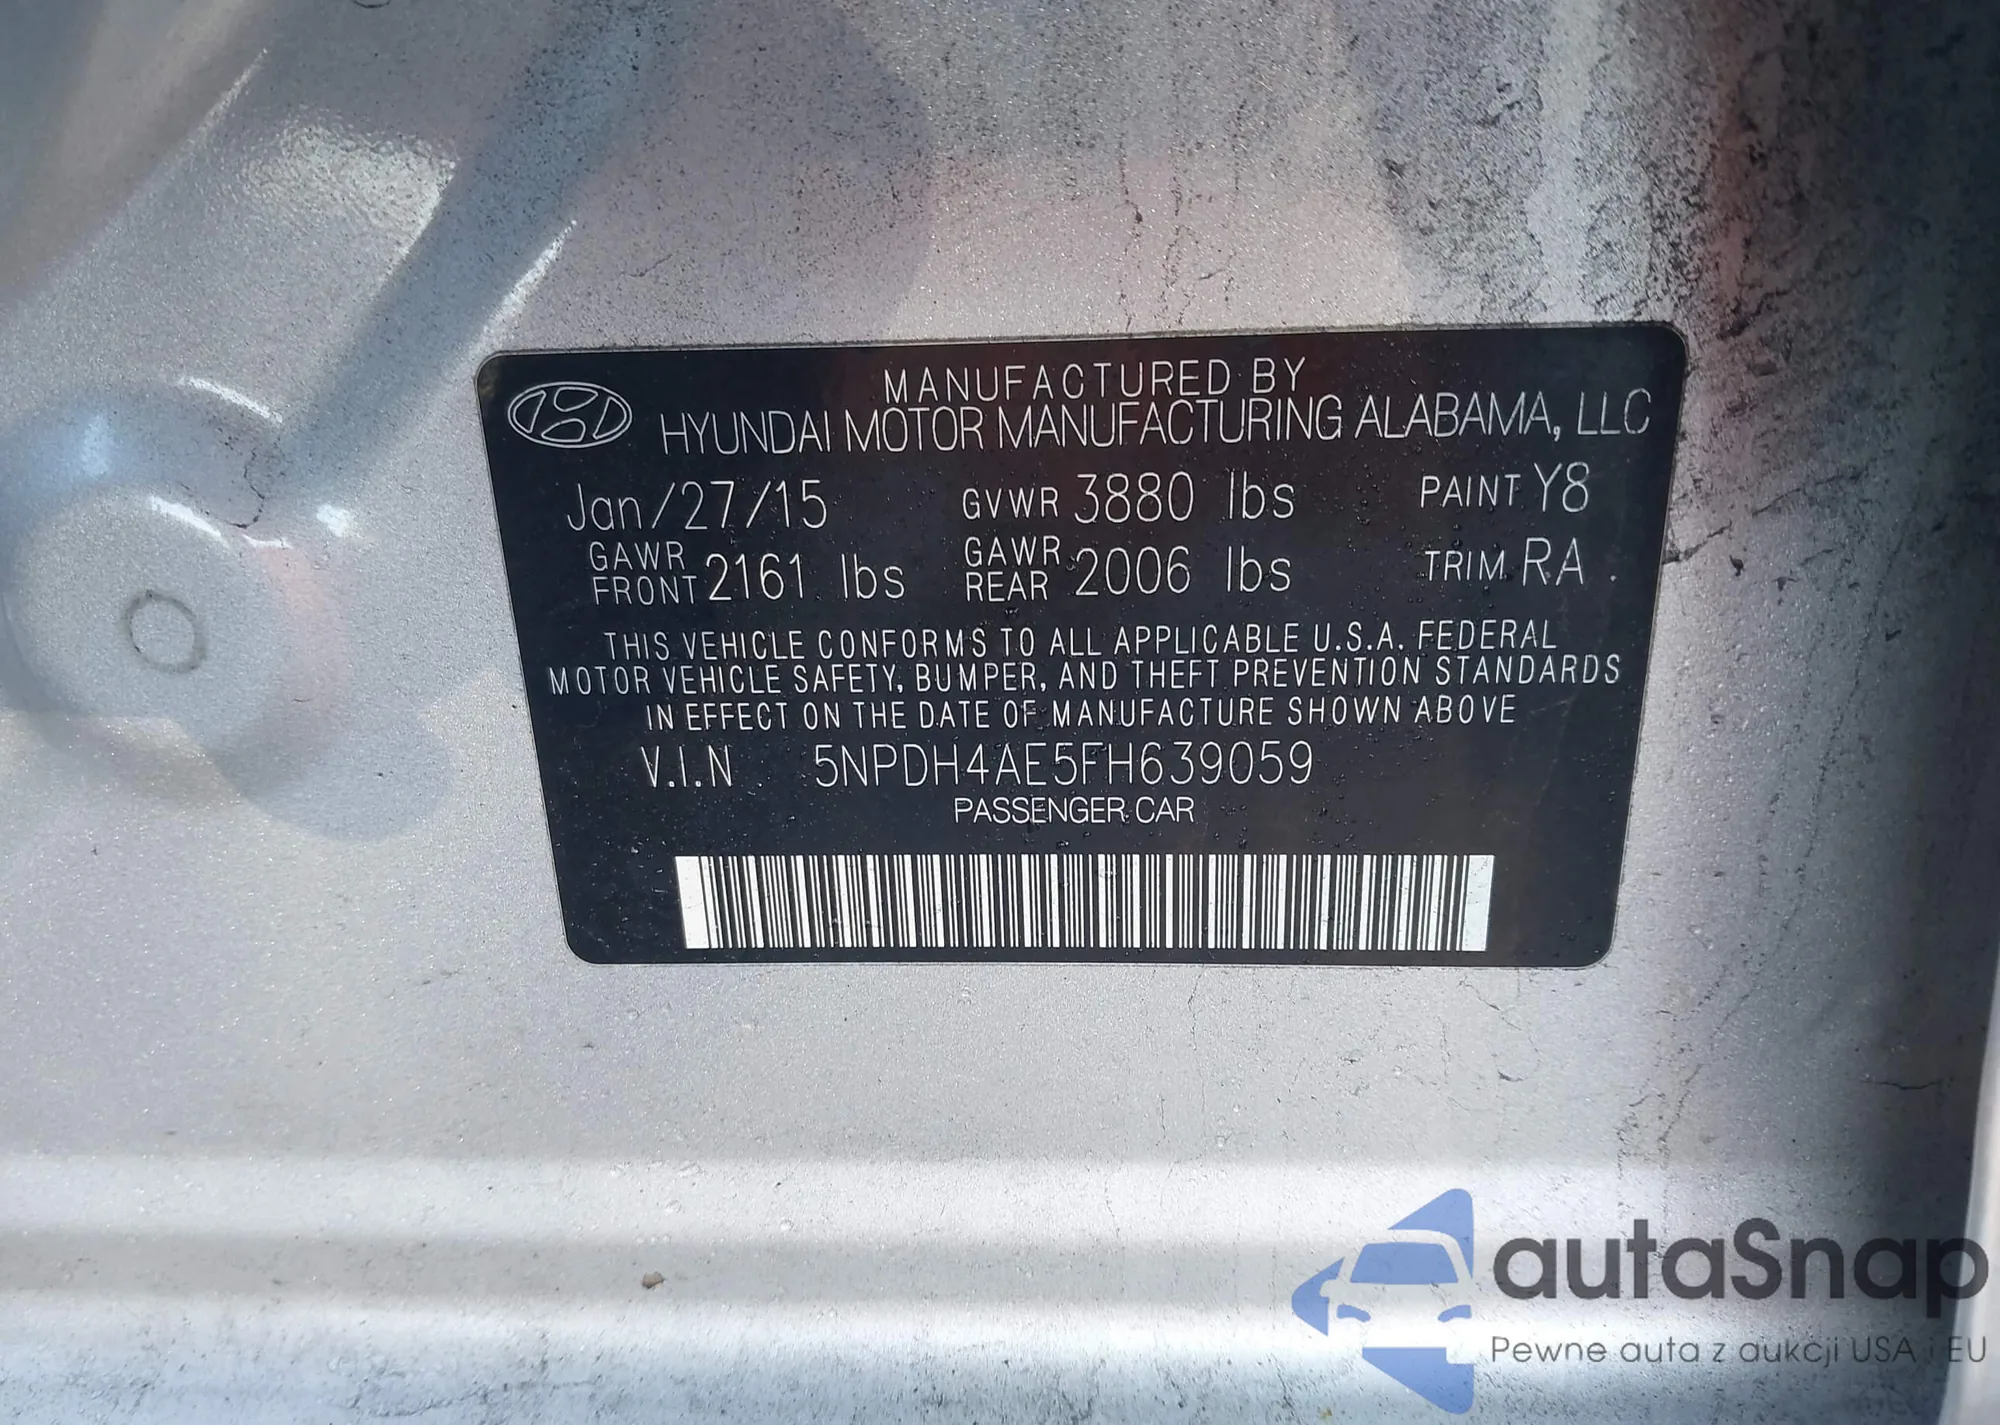 MANUFACTURED BY
HYUNDAI MOTOR MANUFACTURING ALABAMA, LLC
Jan/27/15 GVWR 3880 lbs PAINT Y8
GAWR FRONT 2161 lbs GAWR REAR 2006 lbs TRIM RA
THIS VEHICLE CONFORMS TO ALL APPLICABLE U.S.A. FEDERAL
MOTOR VEHICLE SAFETY, BUMPER, AND THEFT PREVENTION STANDARDS
IN EFFECT ON THE DATE OF MANUFACTURE SHOWN ABOVE
V.I.N 5NPDH4AE5FH639059
PASSENGER CAR
autaSnap
Pewne auta z aukcji USA i EU